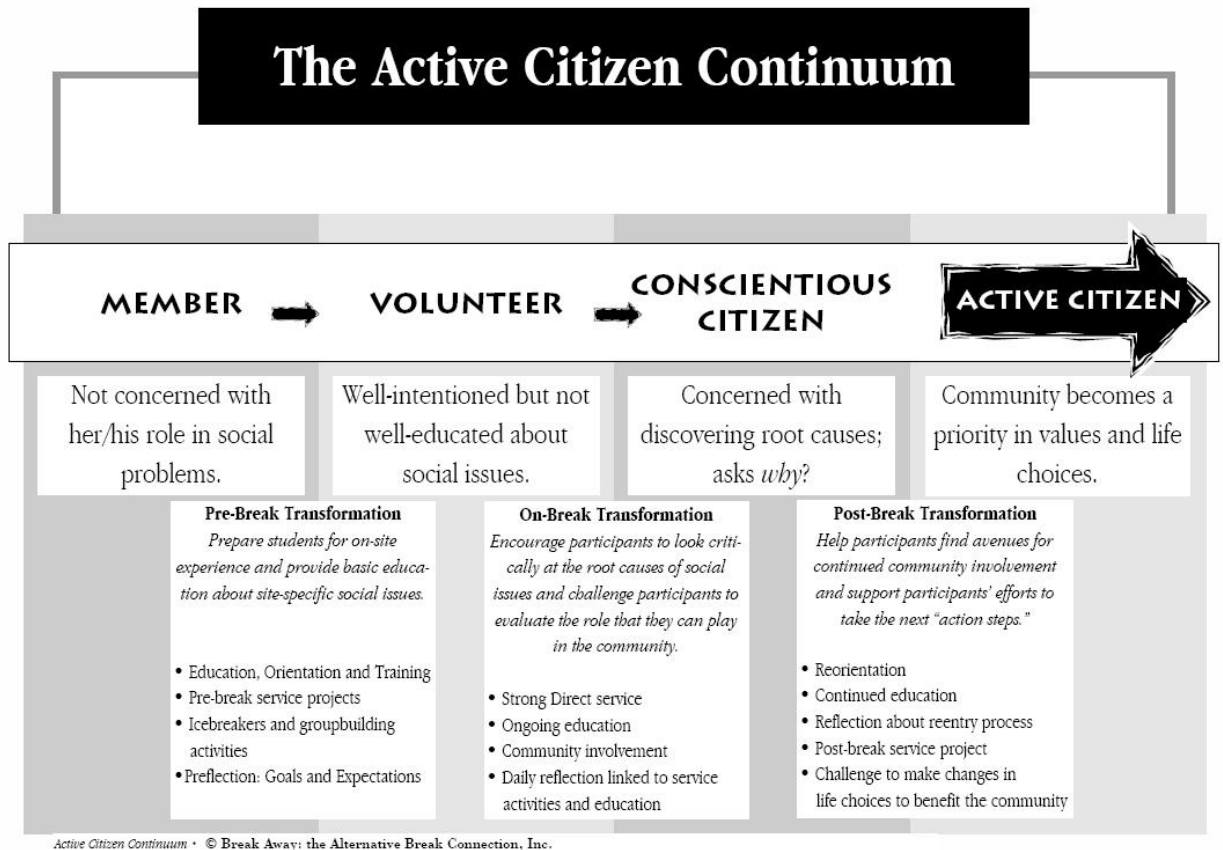 The Active Citizen Continuum
MEMBER
VOLUNTEER
CONSCIENTIOUS
CITIZEN
ACTIVE CITIZEN
Not concerned with
her/his role in social
problems.
Well-intentioned but not
well-educated about
social issues.
Concerned with
discovering root causes;
asks why?
Community becomes a
priority in values and life
choices.
Pre-Break Transformation
Prepare students for on-site
experience and provide basic educa-
tion about site-specific social issues.
• Education, Orientation and Training
• Pre-break service projects
• Icebreakers and groupbuilding
activities
•Preflection: Goals and Expectations
On-Break Transformation
Encourage participants to look criti-
cally at the root causes of social
issues and challenge participants to
evaluate the role that they can play
in the community.
• Strong Direct service
• Ongoing education
• Community involvement
• Daily reflection linked to service
activities and education
Post-Break Transformation
Help participants find avenues for
continued community involvement
and support participants' efforts to
take the next "action steps."
• Reorientation
• Continued education
• Reflection about reentry process
• Post-break service project
• Challenge to make changes in
life choices to benefit the community
Active Citizen Continuum • © Break Away: the Alternative Break Connection, Inc.